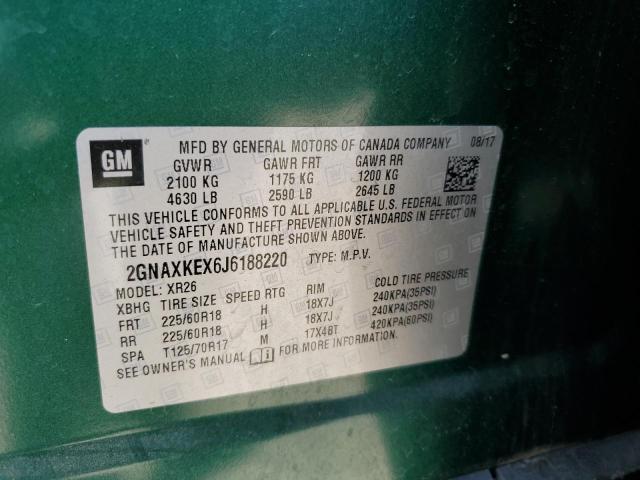 GM
MFD BY GENERAL MOTORS OF CANADA COMPANY 08/17
GVWR GAWR FRT GAWR RR
2100 KG 1175 KG 1200 KG
4630 LB 2590 LB 2645 LB
THIS VEHICLE CONFORMS TO ALL APPLICABLE U.S. FEDERAL MOTOR
VEHICLE SAFETY AND THEFT PREVENTION STANDARDS IN EFFECT ON
THE DATE OF MANUFACTURE SHOWN ABOVE.
2GNAXKEX6J6188220 TYPE: M.P.V.
MODEL: XR26
XBHG TIRE SIZE SPEED RTG RIM COLD TIRE PRESSURE
FRT 225/60R18 H 18X7J 240KPA(35PSI)
RR 225/60R18 H 18X7J 240KPA(35PSI)
SPA T125/70R17 M 17X4BT 420KPA(60PSI)
SEE OWNER'S MANUAL FOR MORE INFORMATION.